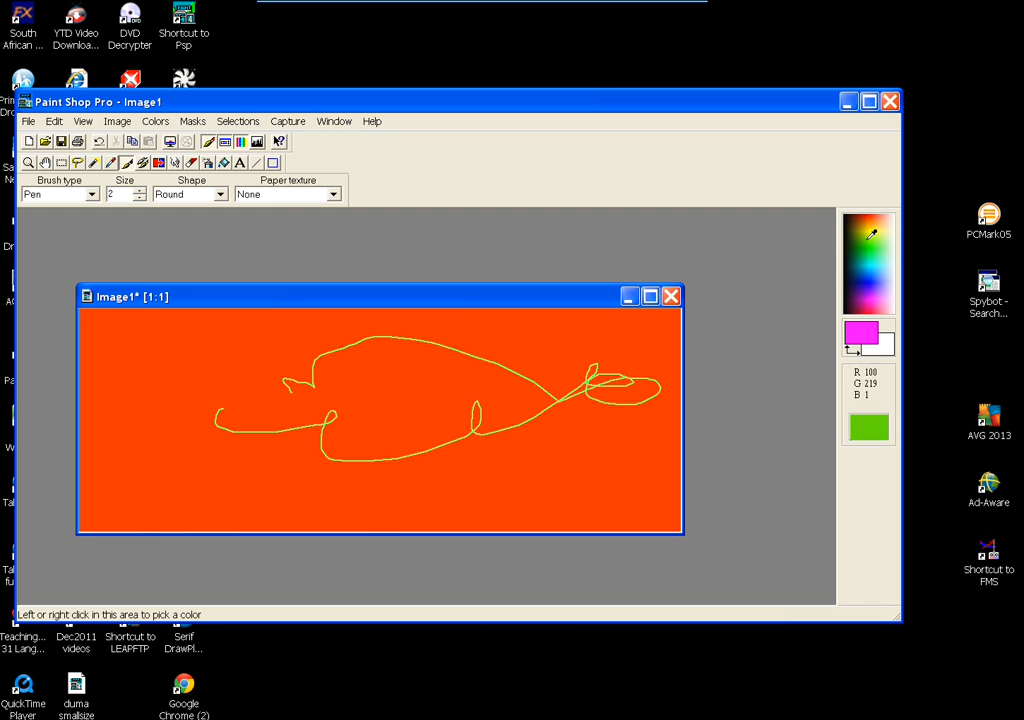 South
African ...
YTD Video
Downloa...
DVD
Decrypter
Shortcut to
Psp
Paint Shop Pro - Image1
File Edit View Image Colors Masks Selections Capture Window Help
Brush type Size Shape Paper texture
Pen 2 Round None
Image1* [1:1]
R 100
G 219
B 1
Left or right click in this area to pick a color
PCMark05
Spybot -
Search...
AVG 2013
Ad-Aware
Shortcut to
FMS
Teaching...
31 Lang...
Dec2011
videos
Shortcut to
LEAPFTP
Serif
DrawPl...
QuickTime
Player
duma
smallsize
Google
Chrome (2)